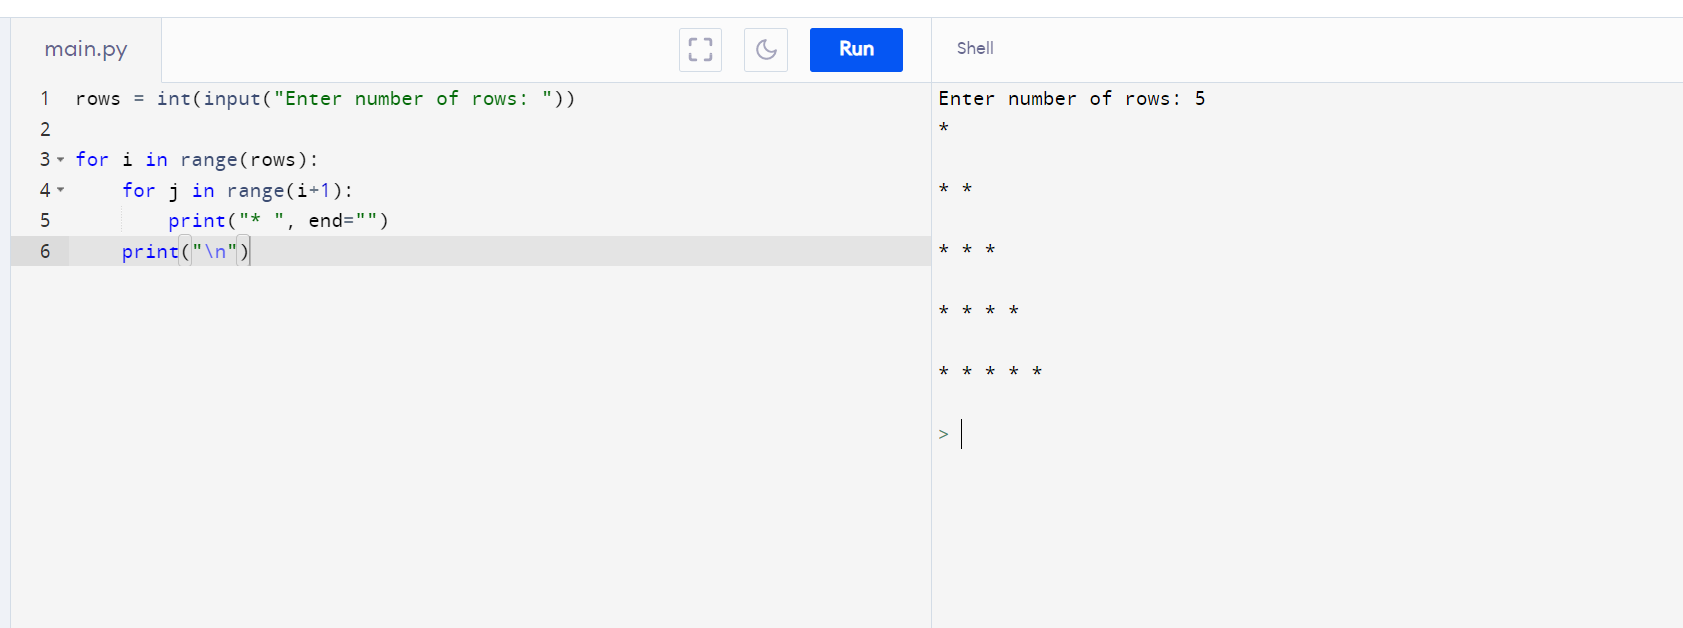 main.py
Run
Shell
1 rows = int(input("Enter number of rows: "))
2
3 for i in range(rows):
4     for j in range(i+1):
5         print("* ", end="")
6     print("\n")
Enter number of rows: 5
*
* *
* * *
* * * *
* * * * *
>